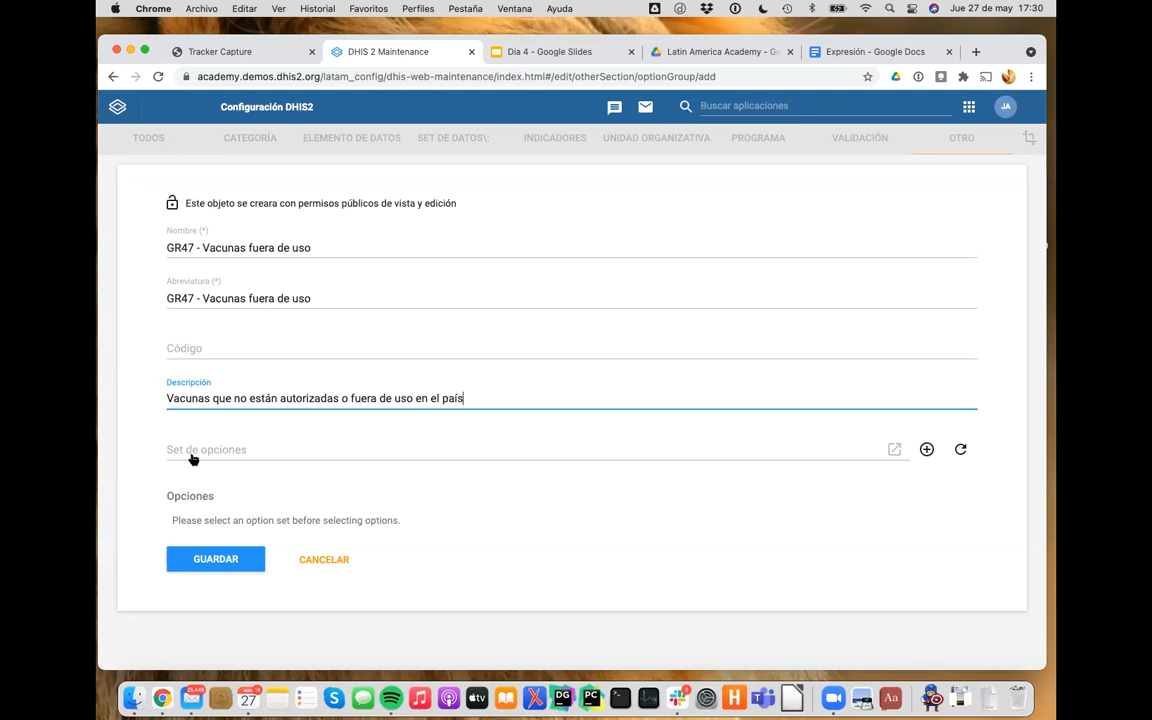 Chrome Archivo Editar Ver Historial Favoritos Perfiles Pestaña Ventana Ayuda Jue 27 de may 17:30
Tracker Capture DHIS 2 Maintenance Día 4 - Google Slides Latin America Academy - Go Expresión - Google Docs
academy.demos.dhis2.org/latam_config/dhis-web-maintenance/index.html#/edit/otherSection/optionGroup/add
Configuración DHIS2 Buscar aplicaciones JA
TODOS CATEGORÍA ELEMENTO DE DATOS SET DE DATOS\: INDICADORES UNIDAD ORGANIZATIVA PROGRAMA VALIDACIÓN OTRO
Este objeto se creara con permisos públicos de vista y edición
Nombre (*)
GR47 - Vacunas fuera de uso
Abreviatura (*)
GR47 - Vacunas fuera de uso
Código
Descripción
Vacunas que no están autorizadas o fuera de uso en el país
Set de opciones
Opciones
Please select an option set before selecting options.
GUARDAR CANCELAR